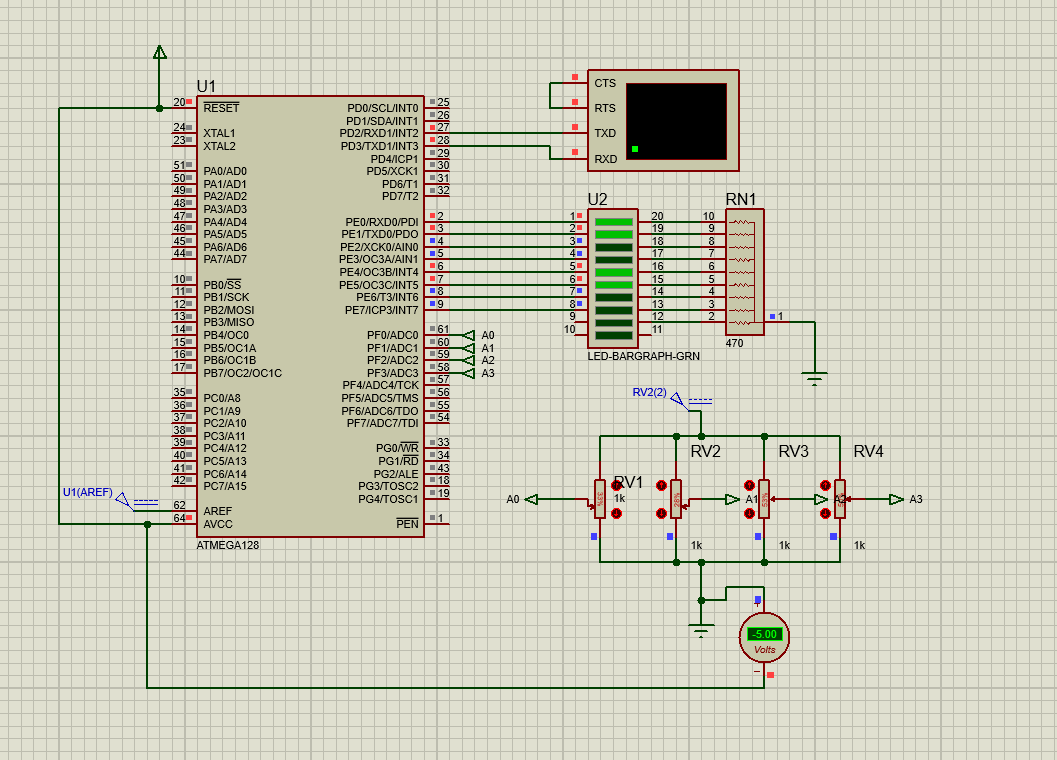 U1
20 RESET
24 XTAL1
23 XTAL2
51 PA0/AD0
50 PA1/AD1
49 PA2/AD2
48 PA3/AD3
47 PA4/AD4
46 PA5/AD5
45 PA6/AD6
44 PA7/AD7
10 PB0/SS
11 PB1/SCK
12 PB2/MOSI
13 PB3/MISO
14 PB4/OC0
15 PB5/OC1A
16 PB6/OC1B
17 PB7/OC2/OC1C
35 PC0/A8
36 PC1/A9
37 PC2/A10
38 PC3/A11
39 PC4/A12
40 PC5/A13
41 PC6/A14
42 PC7/A15
U1(AREF)
62 AREF
64 AVCC
ATMEGA128
PD0/SCL/INT0 25
PD1/SDA/INT1 26
PD2/RXD1/INT2 27
PD3/TXD1/INT3 28
PD4/ICP1 29
PD5/XCK1 30
PD6/T1 31
PD7/T2 32
PE0/RXD0/PDI 2
PE1/TXD0/PDO 3
PE2/XCK0/AIN0 4
PE3/OC3A/AIN1 5
PE4/OC3B/INT4 6
PE5/OC3C/INT5 7
PE6/T3/INT6 8
PE7/ICP3/INT7 9
PF0/ADC0 61 A0
PF1/ADC1 60 A1
PF2/ADC2 59 A2
PF3/ADC3 58 A3
PF4/ADC4/TCK 57
PF5/ADC5/TMS 56
PF6/ADC6/TDO 55
PF7/ADC7/TDI 54
PG0/WR 33
PG1/RD 34
PG2/ALE 43
PG3/TOSC2 18
PG4/TOSC1 19
PEN 1
CTS
RTS
TXD
RXD
U2 RN1
1 20 10
2 19 9
3 18 8
4 17 7
5 16 6
6 15 5
7 14 4
8 13 3
9 12 2 1
10 11
470
LED-BARGRAPH-GRN
RV2(2)
RV2 RV3 RV4
RV1
1k
A0 A1 A3
1k 1k 1k
+
-5.00
Volts
−